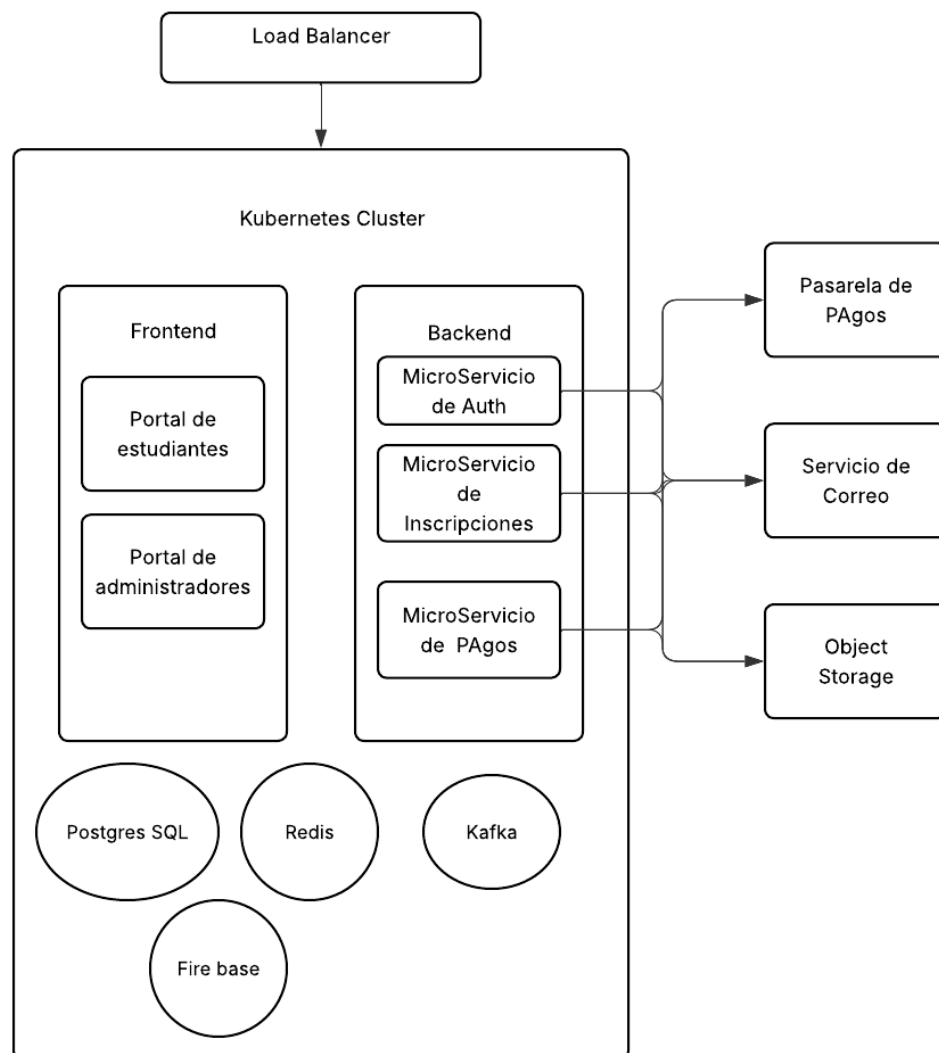 Load Balancer
Kubernetes Cluster
Frontend
Portal de
estudiantes
Portal de
administradores
Backend
MicroServicio
de Auth
MicroServicio
de
Inscripciones
MicroServicio
de PAgos
Pasarela de
PAgos
Servicio de
Correo
Object
Storage
Postgres SQL
Redis
Kafka
Fire base